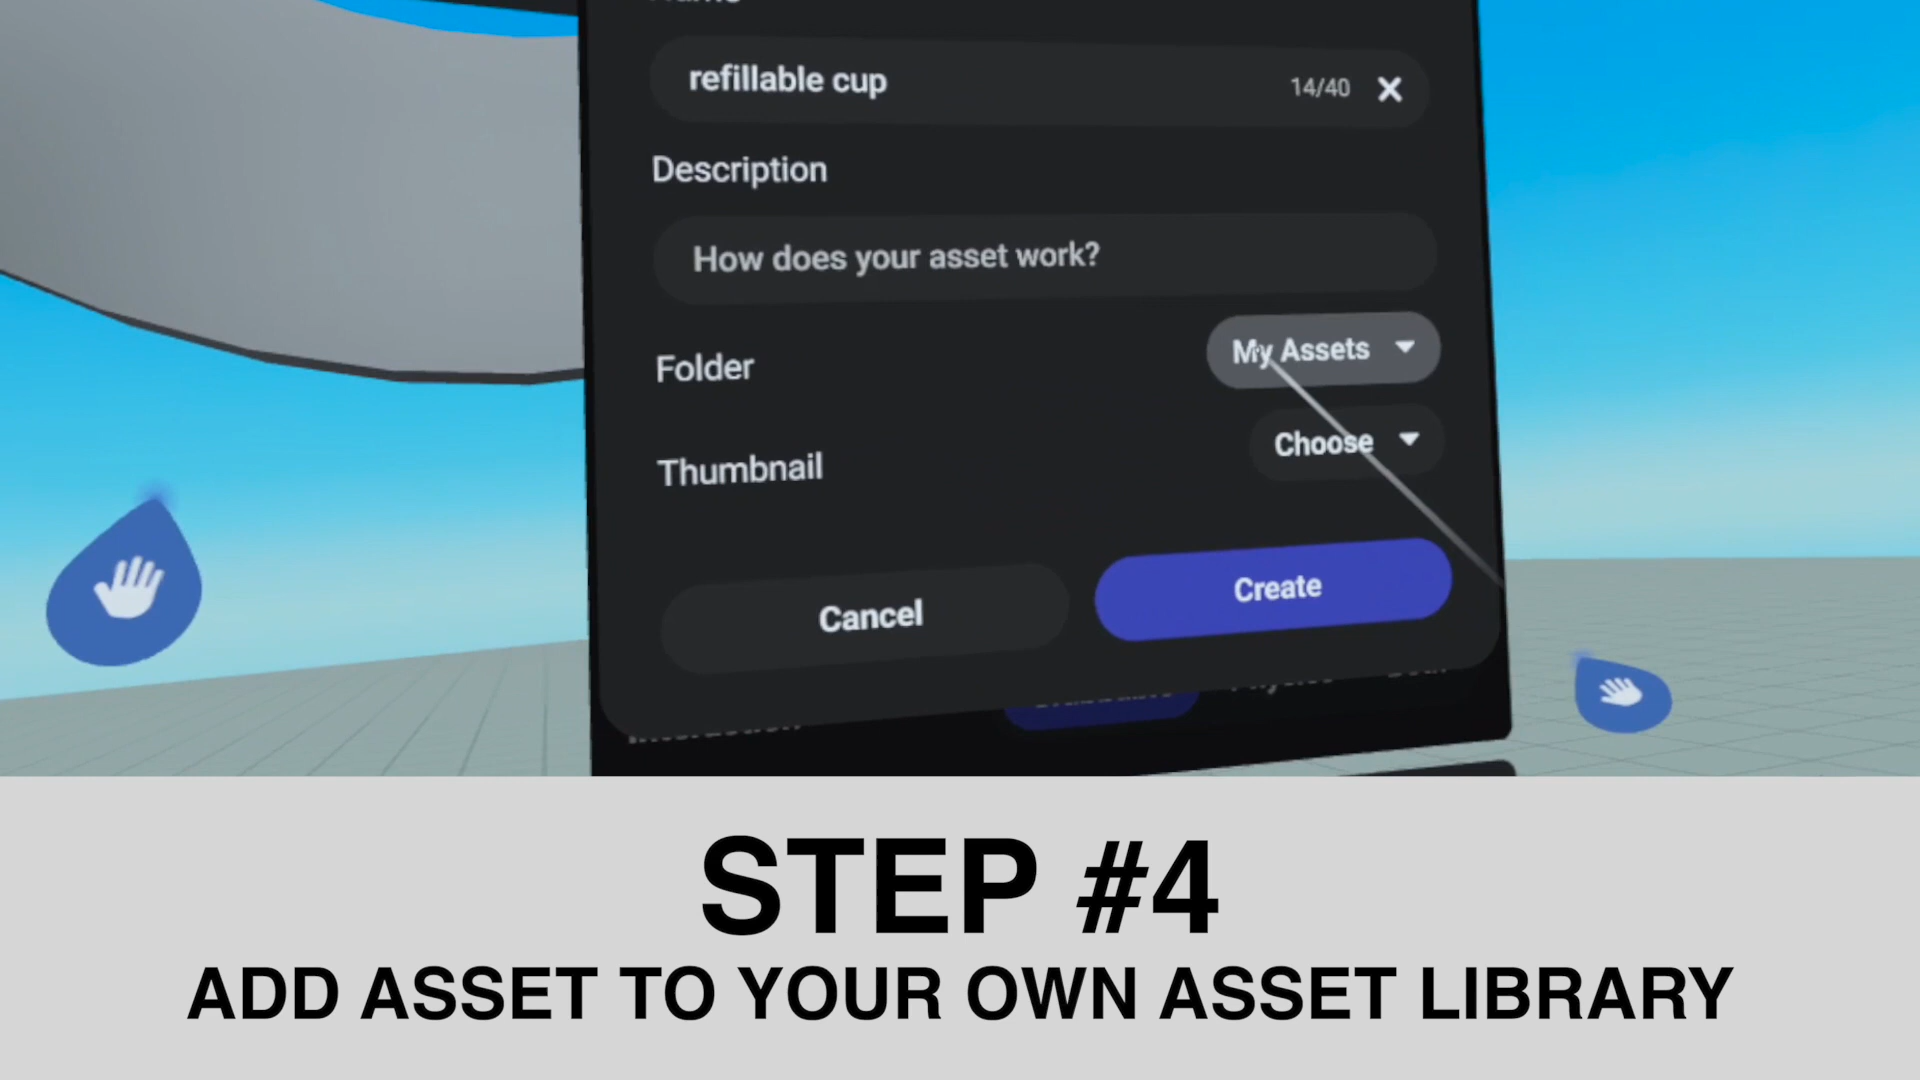 refillable cup
14/40
Description
How does your asset work?
Folder
My Assets
Thumbnail
Choose
Cancel
Create
STEP #4
ADD ASSET TO YOUR OWN ASSET LIBRARY